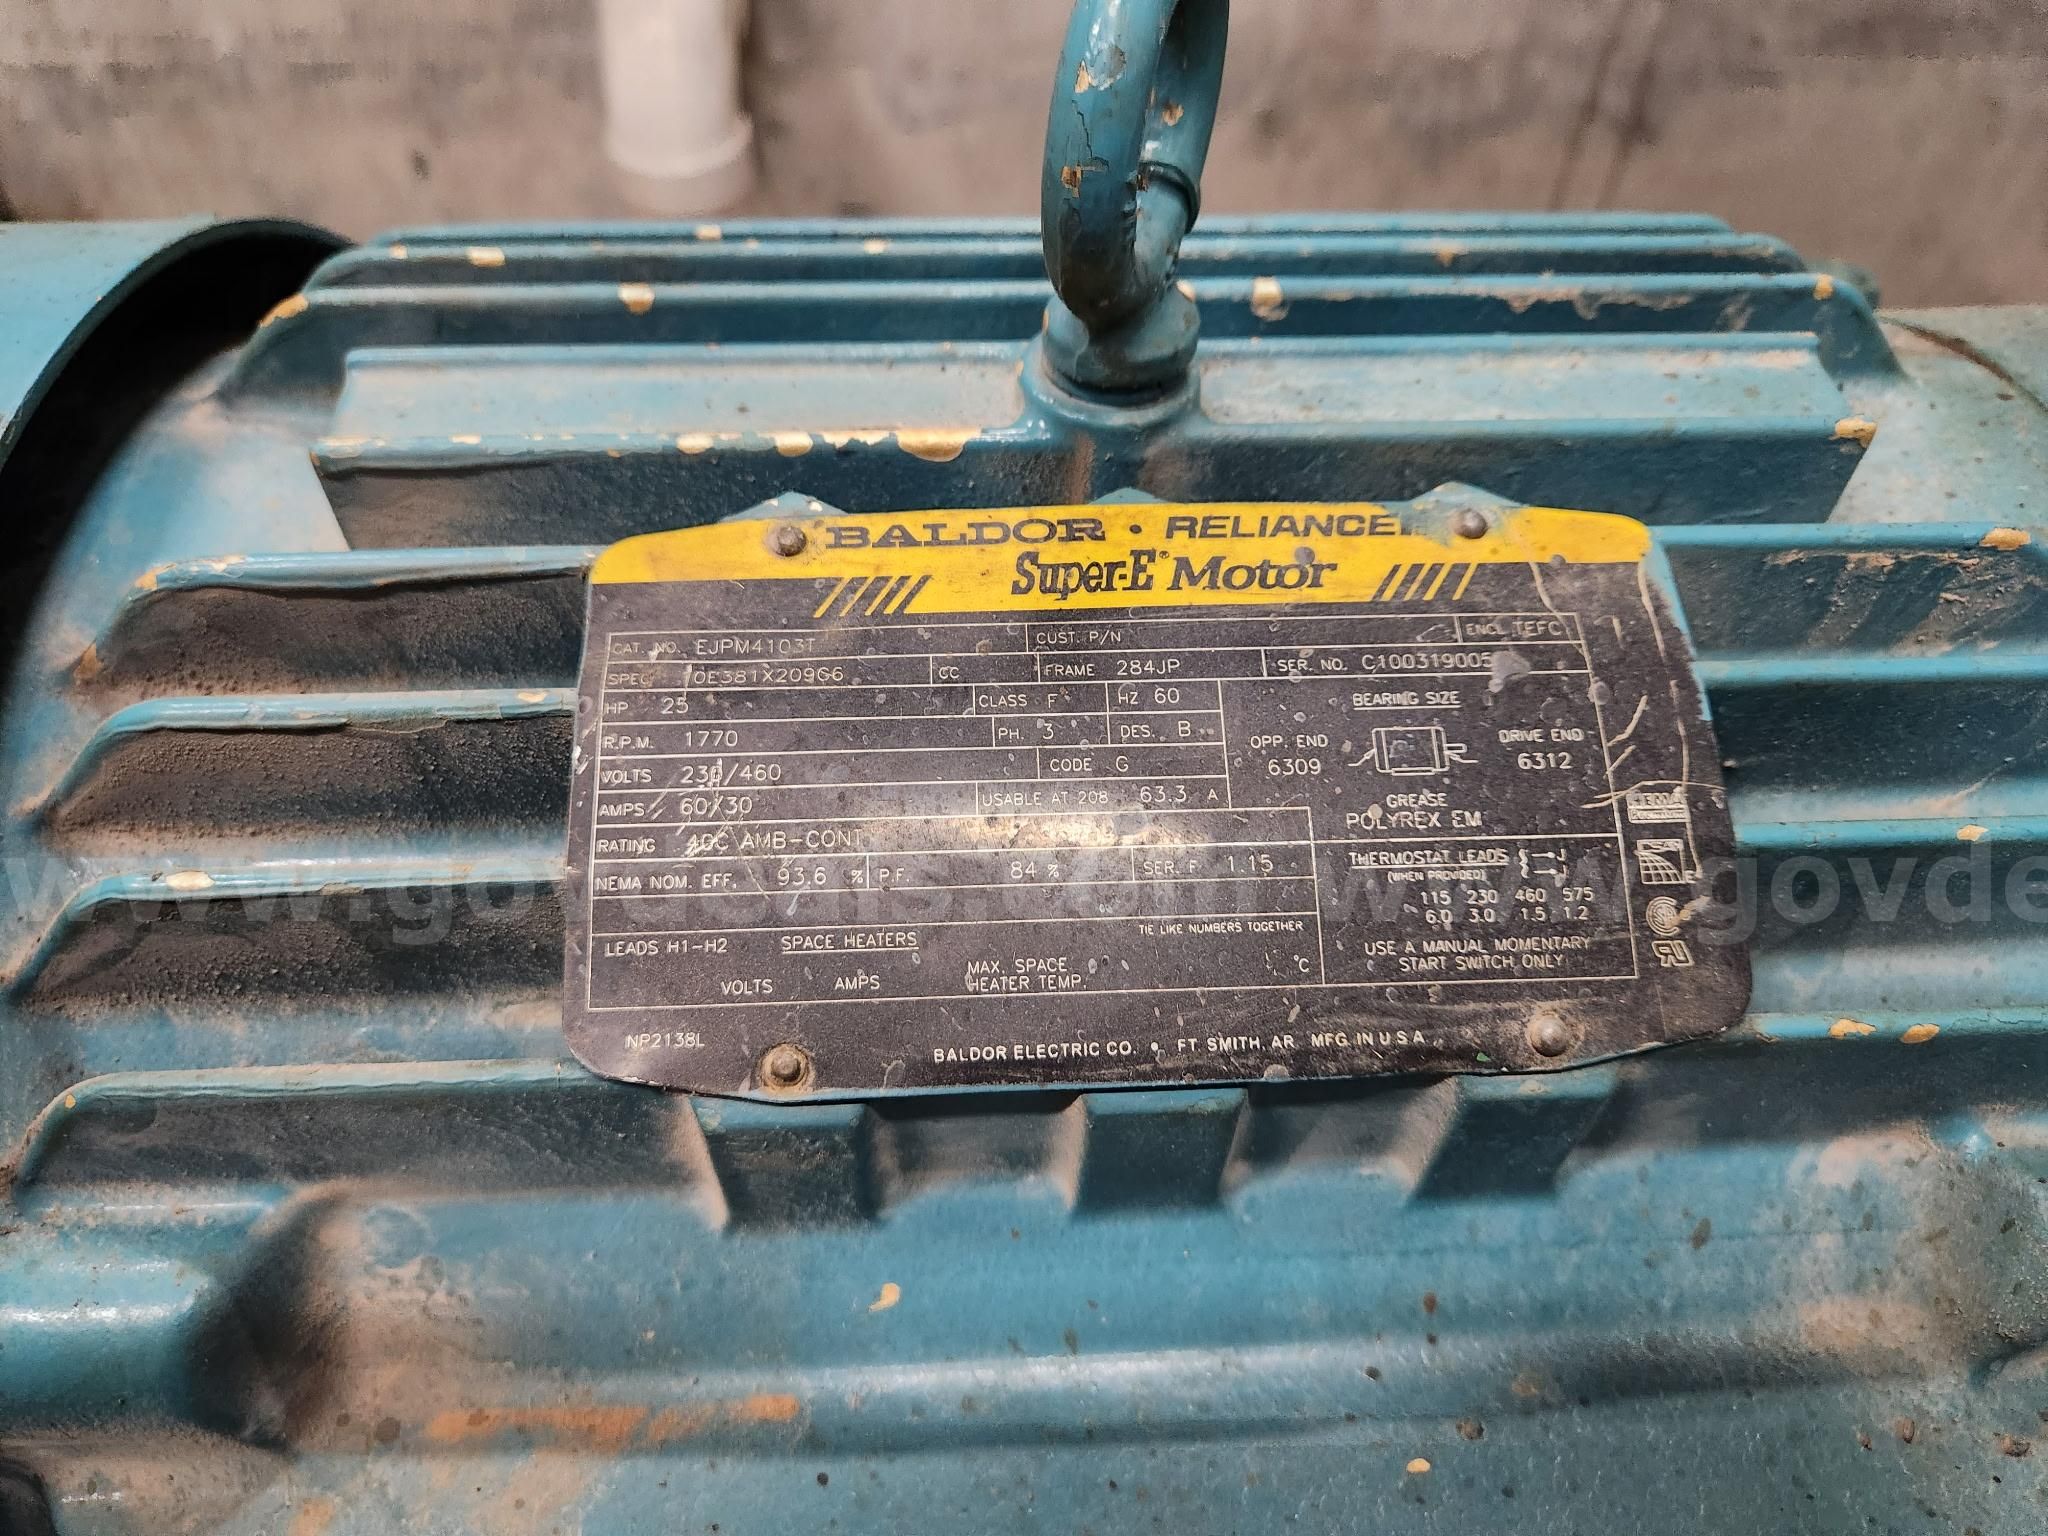 BALDOR • RELIANCE
Super-E® Motor
CAT. NO. EJPM4103T CUST. P/N ENCL TEFC
SPEC. 10E381X209G6 CC FRAME 284JP SER. NO. C100319005
HP 25 CLASS F HZ 60 BEARING SIZE
R.P.M. 1770 PH. 3 DES. B OPP. END 6309 DRIVE END 6312
VOLTS 230/460 CODE G
AMPS 60/30 USABLE AT 208 63.3 A GREASE
POLYREX EM
RATING 40C AMB-CONT
NEMA NOM. EFF. 93.6 % P.F. 84 % SER. F. 1.15
THERMOSTAT LEADS J J
(WHEN PROVIDED)
115 230 460 575
6.0 3.0 1.5 1.2
USE A MANUAL MOMENTARY
START SWITCH ONLY
TIE LIKE NUMBERS TOGETHER
LEADS H1-H2 SPACE HEATERS
VOLTS AMPS MAX. SPACE
HEATER TEMP. °C
NP2138L BALDOR ELECTRIC CO. • FT SMITH, AR MFG. IN U.S.A.
www.govdeals.com